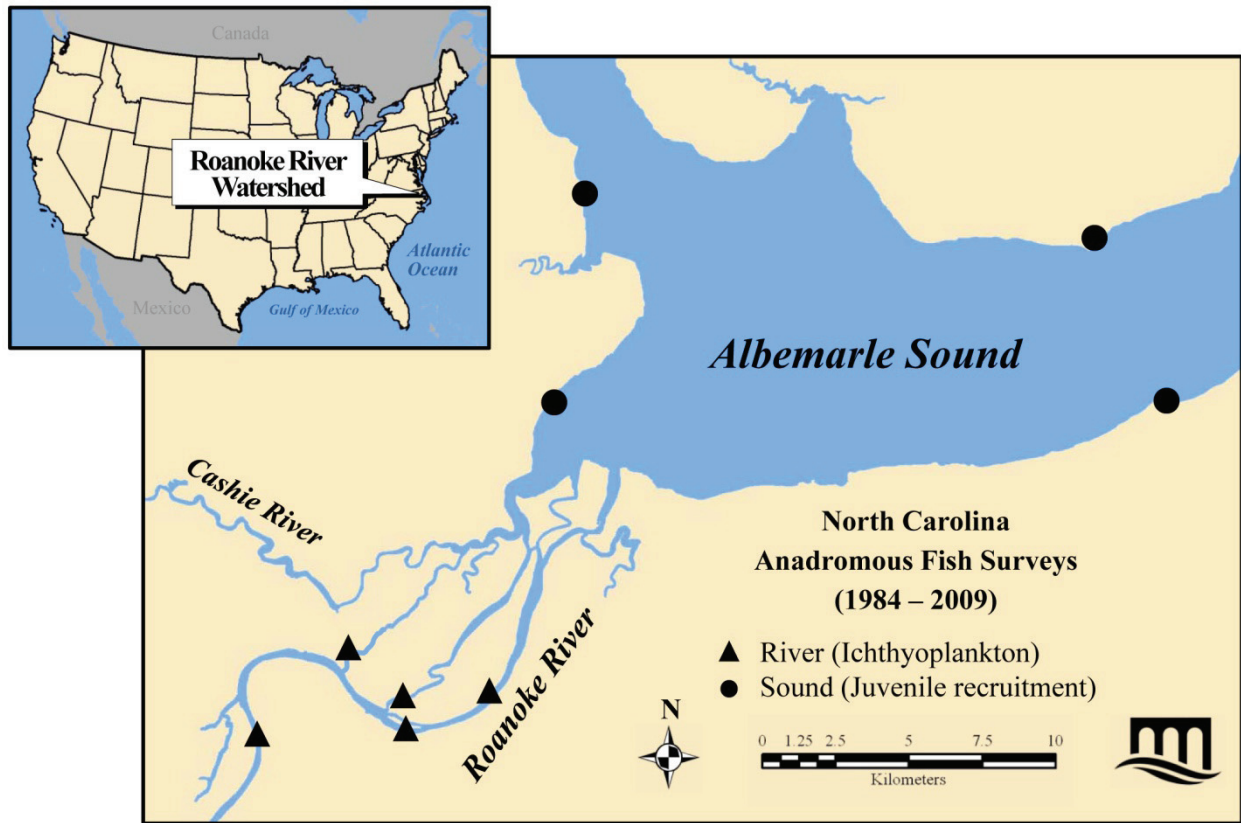 Canada
Roanoke River
Watershed
Atlantic
Ocean
Gulf of Mexico
Mexico
Albemarle Sound
Cashie River
Roanoke River
North Carolina
Anadromous Fish Surveys
(1984 – 2009)
River (Ichthyoplankton)
Sound (Juvenile recruitment)
N
0 1.25 2.5 5 7.5 10
Kilometers